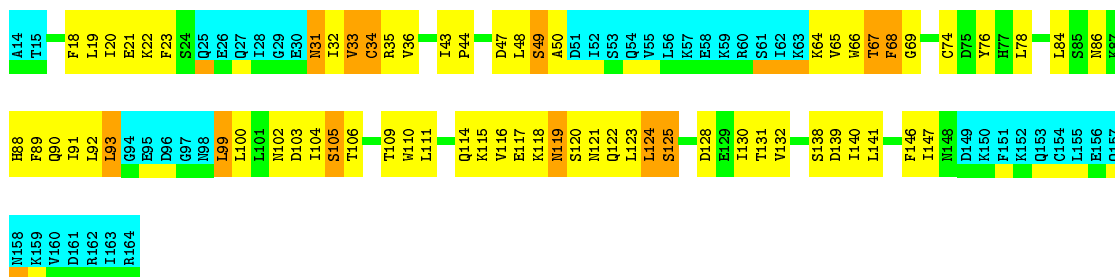 A14 T15 F18 L19 I20 E21 K22 F23 S24 Q25 E26 Q27 I28 G29 E30 N31 I32 V33 C34 R35 V36 I43 P44 D47 L48 S49 A50 D51 I52 S53 Q54 V55 L56 K57 E58 K59 R60 S61 I62 K63 K64 V65 W66 T67 F68 G69 C74 D75 Y76 H77 L78 L84 S85 N86 K87
H88 F89 Q90 I91 L92 L93 G94 E95 D96 G97 N98 L99 L100 L101 N102 D103 I104 S105 T106 T109 W110 L111 Q114 K115 V116 E117 K118 N119 S120 N121 Q122 L123 L124 S125 D128 E129 I130 T131 V132 S138 D139 I140 L141 F146 I147 N148 D149 K150 F151 K152 Q153 C154 L155 E156 Q157
N158 K159 V160 D161 R162 I163 R164